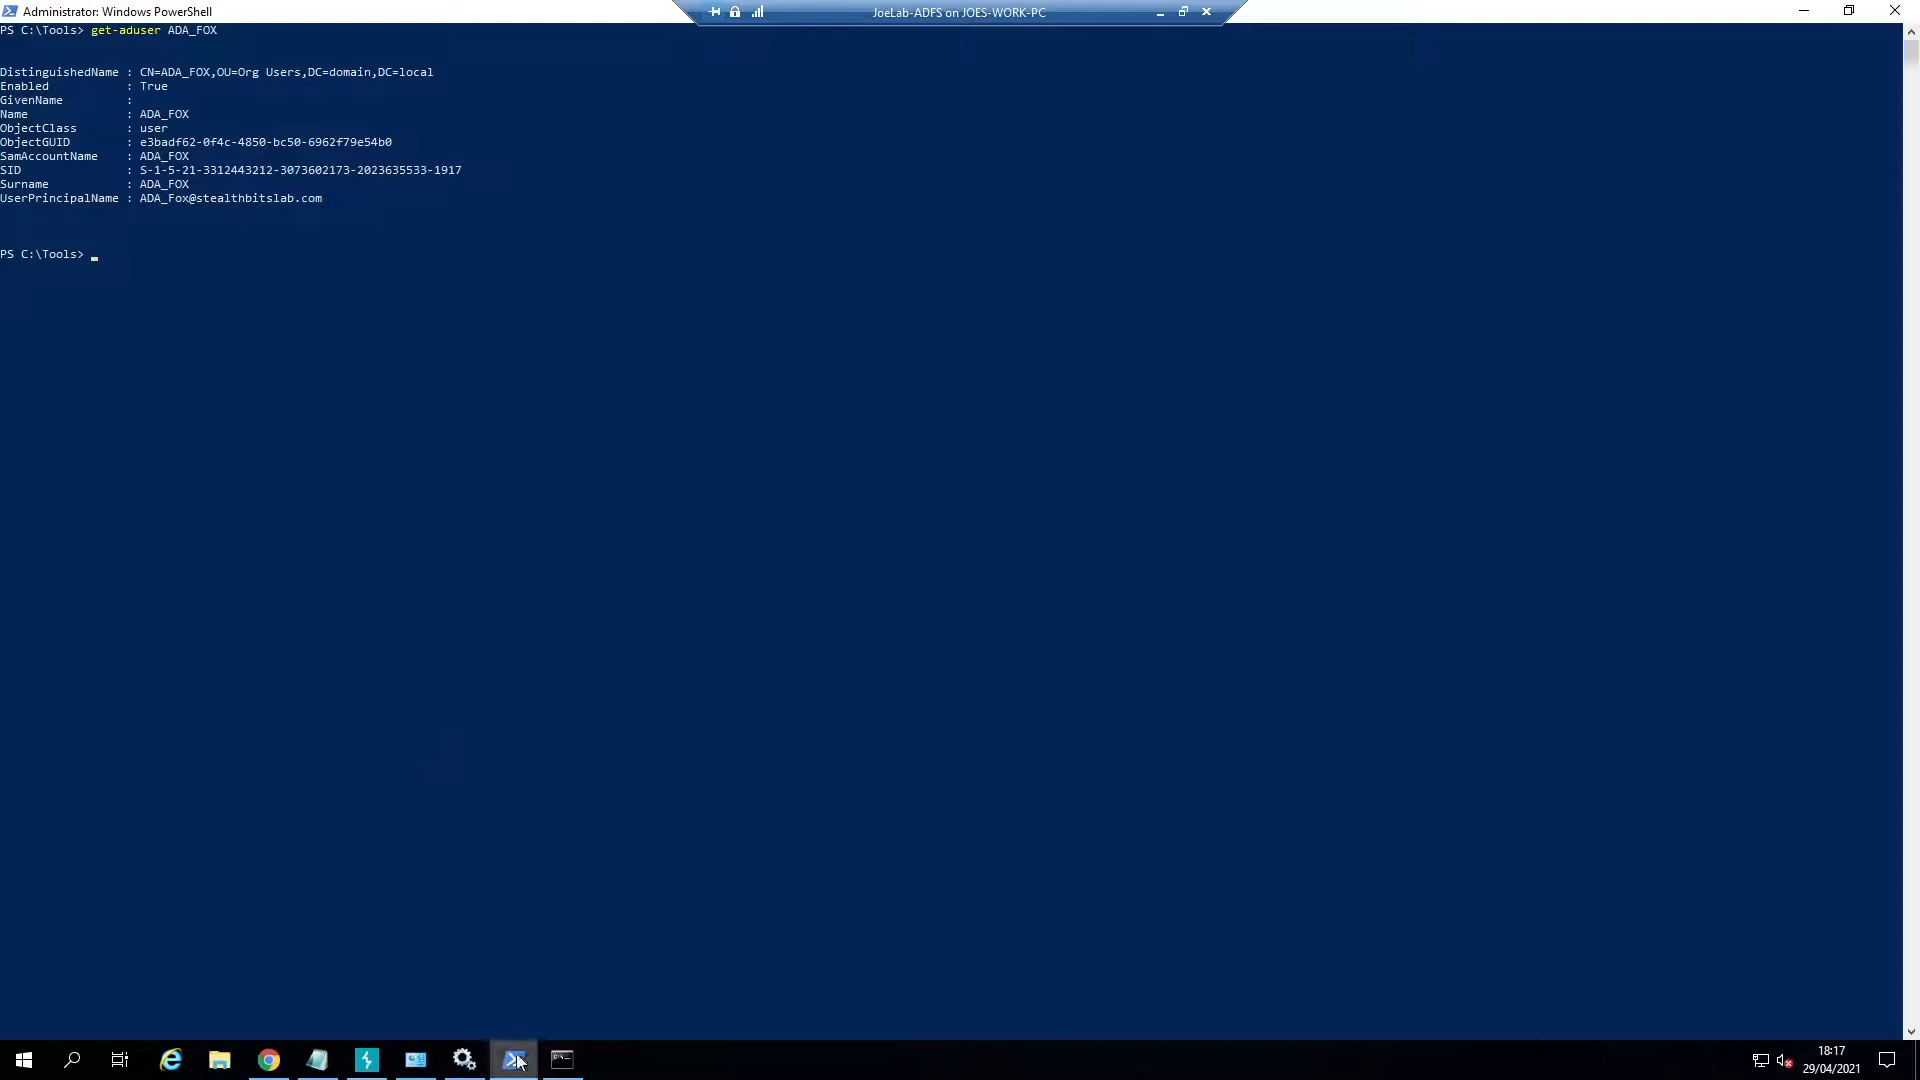 Administrator: Windows PowerShell
JoeLab-ADFS on JOES-WORK-PC
PS C:\Tools> get-aduser ADA_FOX
DistinguishedName : CN=ADA_FOX,OU=Org Users,DC=domain,DC=local
Enabled           : True
GivenName         :
Name              : ADA_FOX
ObjectClass       : user
ObjectGUID        : e3badf62-0f4c-4850-bc50-6962f79e54b0
SamAccountName    : ADA_FOX
SID               : S-1-5-21-3312443212-3073602173-2023635533-1917
Surname           : ADA_FOX
UserPrincipalName : ADA_Fox@stealthbitslab.com
PS C:\Tools>
18:17
29/04/2021